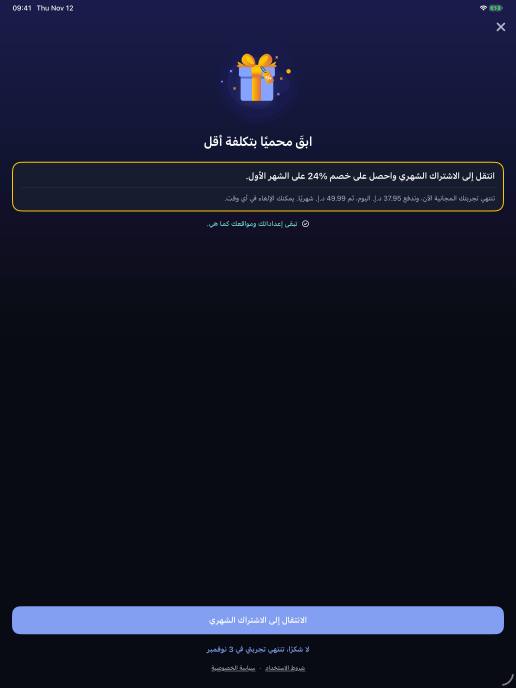 09:41 Thu Nov 12
ابقَ محميًا بتكلفة أقل
انتقل إلى الاشتراك الشهري واحصل على خصم 24% على الشهر الأول.
تنتهي تجربتك المجانية الآن، وتدفع 37.95 د.إ. اليوم، ثم 49.99 د.إ. شهريًا. يمكنك الإلغاء في أي وقت.
تبقى إعداداتك ومواقعك كما هي.
الانتقال إلى الاشتراك الشهري
لا شكرًا، تنتهي تجربتي في 3 نوفمبر
شروط الاستخدام · سياسة الخصوصية